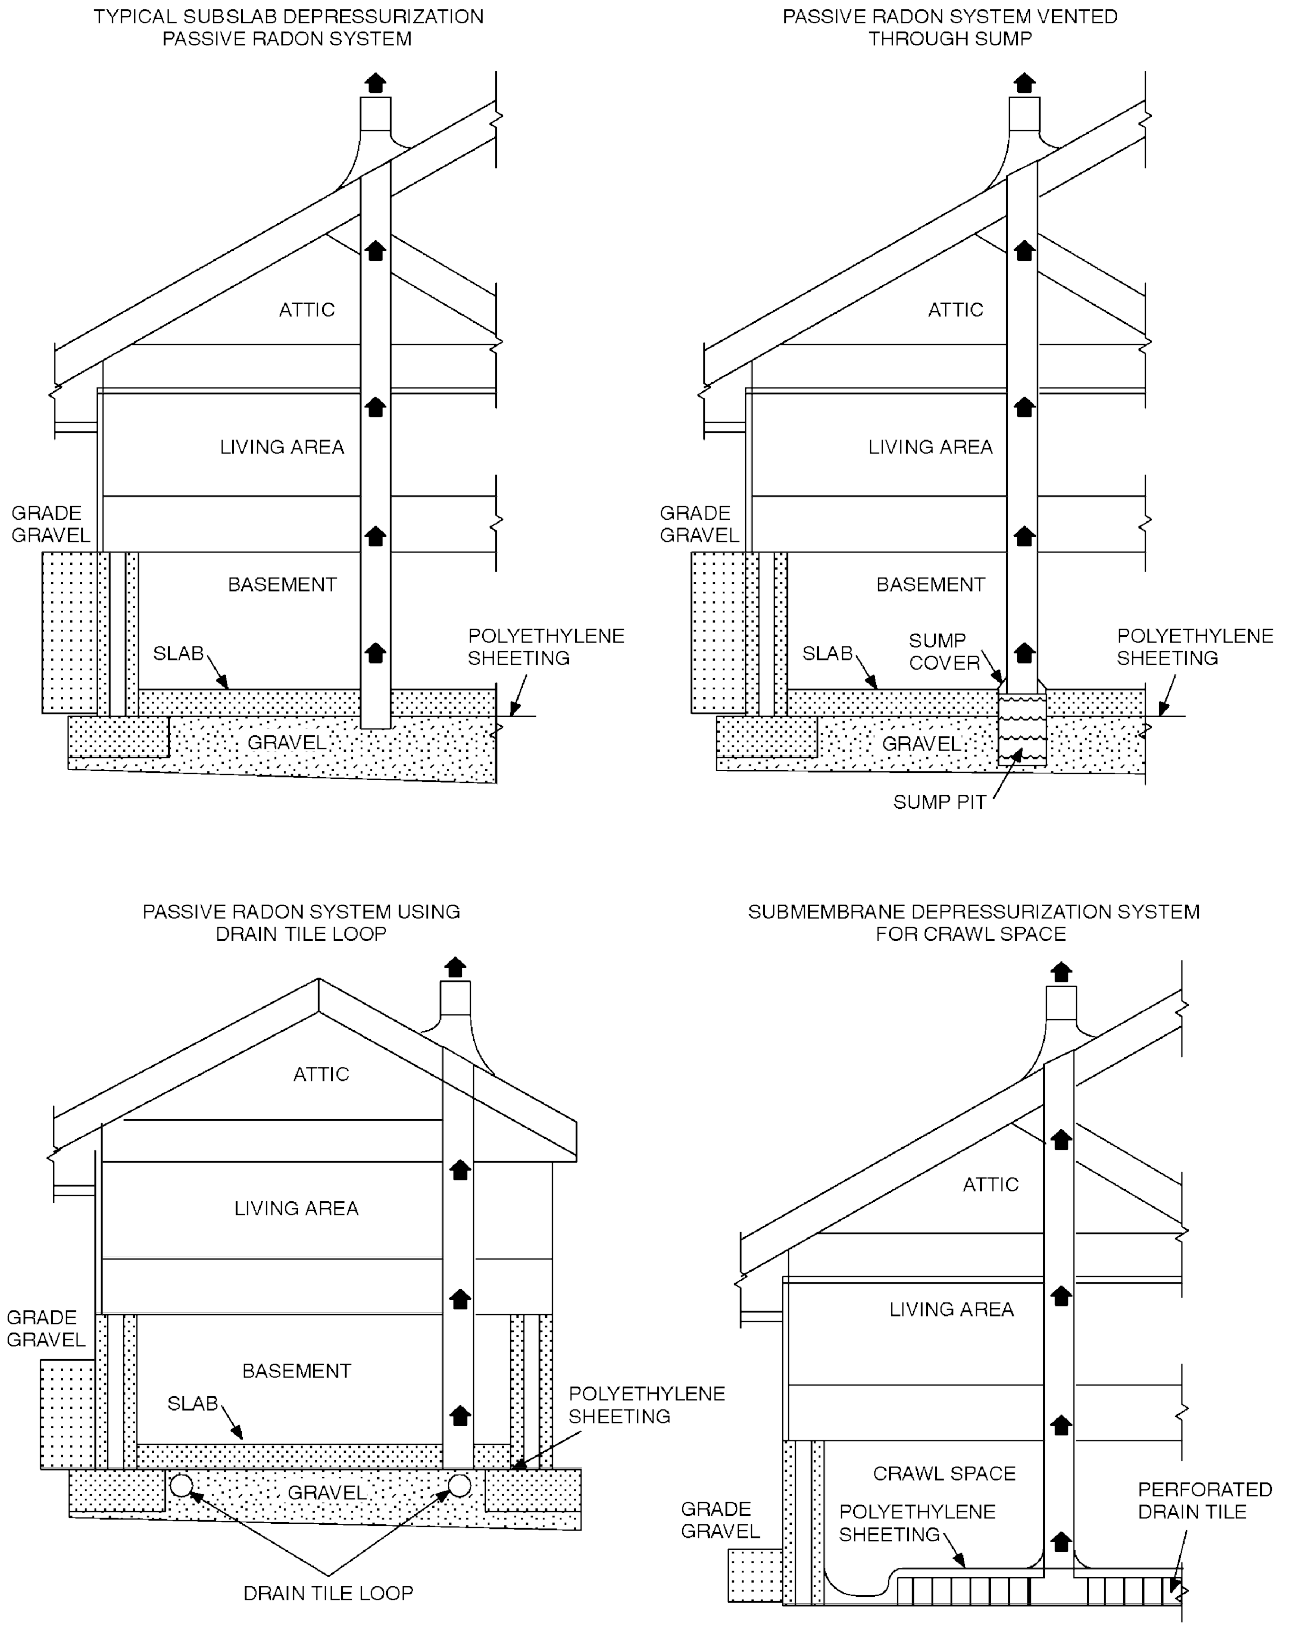 TYPICAL SUBSLAB DEPRESSURIZATION
PASSIVE RADON SYSTEM
ATTIC
LIVING AREA
GRADE
GRAVEL
BASEMENT
SLAB
POLYETHYLENE
SHEETING
GRAVEL
PASSIVE RADON SYSTEM VENTED
THROUGH SUMP
ATTIC
LIVING AREA
GRADE
GRAVEL
BASEMENT
SLAB
SUMP
COVER
POLYETHYLENE
SHEETING
GRAVEL
SUMP PIT
PASSIVE RADON SYSTEM USING
DRAIN TILE LOOP
ATTIC
LIVING AREA
GRADE
GRAVEL
BASEMENT
SLAB
POLYETHYLENE
SHEETING
GRAVEL
DRAIN TILE LOOP
SUBMEMBRANE DEPRESSURIZATION SYSTEM
FOR CRAWL SPACE
ATTIC
LIVING AREA
CRAWL SPACE
GRADE
GRAVEL
POLYETHYLENE
SHEETING
PERFORATED
DRAIN TILE